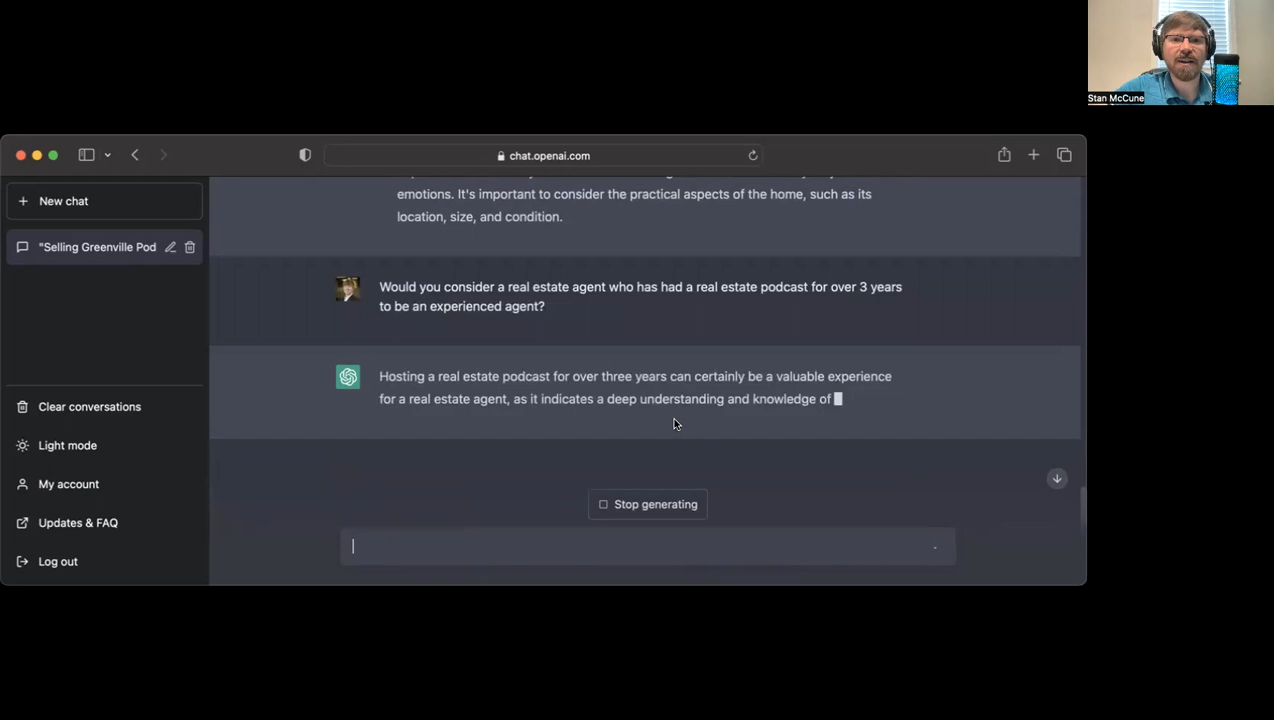 Stan McCune
chat.openai.com
New chat
"Selling Greenville Pod
emotions. It's important to consider the practical aspects of the home, such as its
location, size, and condition.
Would you consider a real estate agent who has had a real estate podcast for over 3 years
to be an experienced agent?
Hosting a real estate podcast for over three years can certainly be a valuable experience
for a real estate agent, as it indicates a deep understanding and knowledge of
Clear conversations
Light mode
My account
Updates & FAQ
Log out
Stop generating